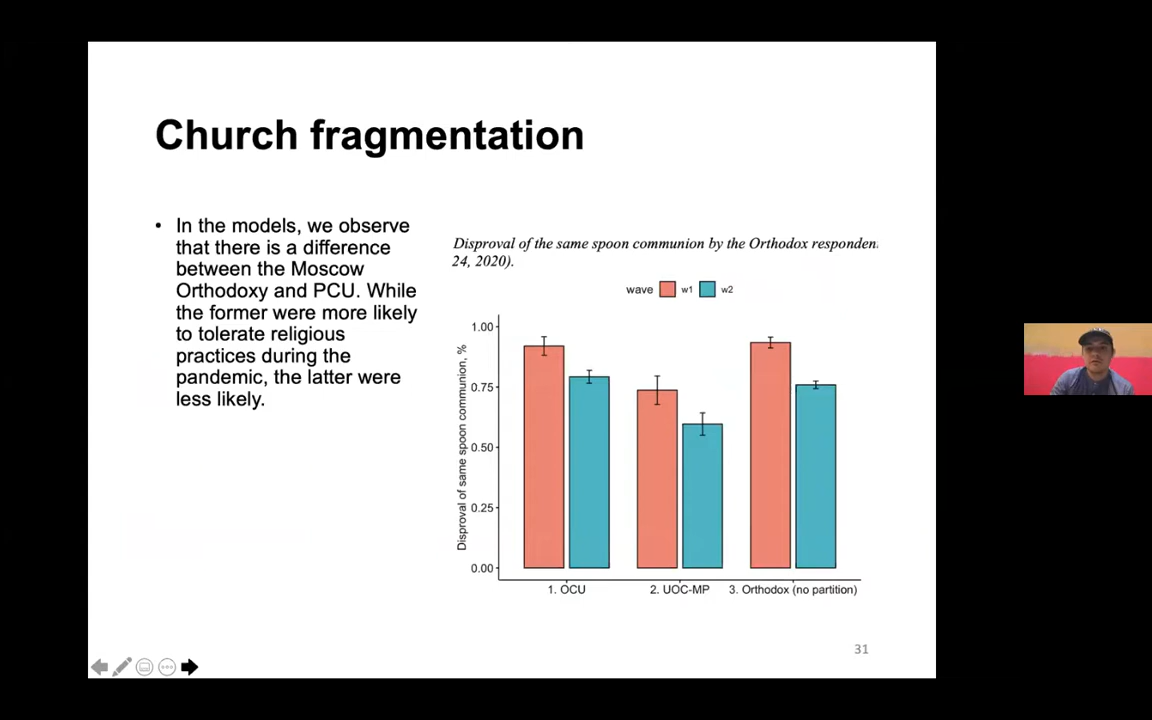 Church fragmentation
• In the models, we observe
that there is a difference
between the Moscow
Orthodoxy and PCU. While
the former were more likely
to tolerate religious
practices during the
pandemic, the latter were
less likely.
Disproval of the same spoon communion by the Orthodox responden
24, 2020).
wave w1 w2
Disproval of same spoon communion, %
1.00
0.75
0.50
0.25
0.00
1. OCU 2. UOC-MP 3. Orthodox (no partition)
31